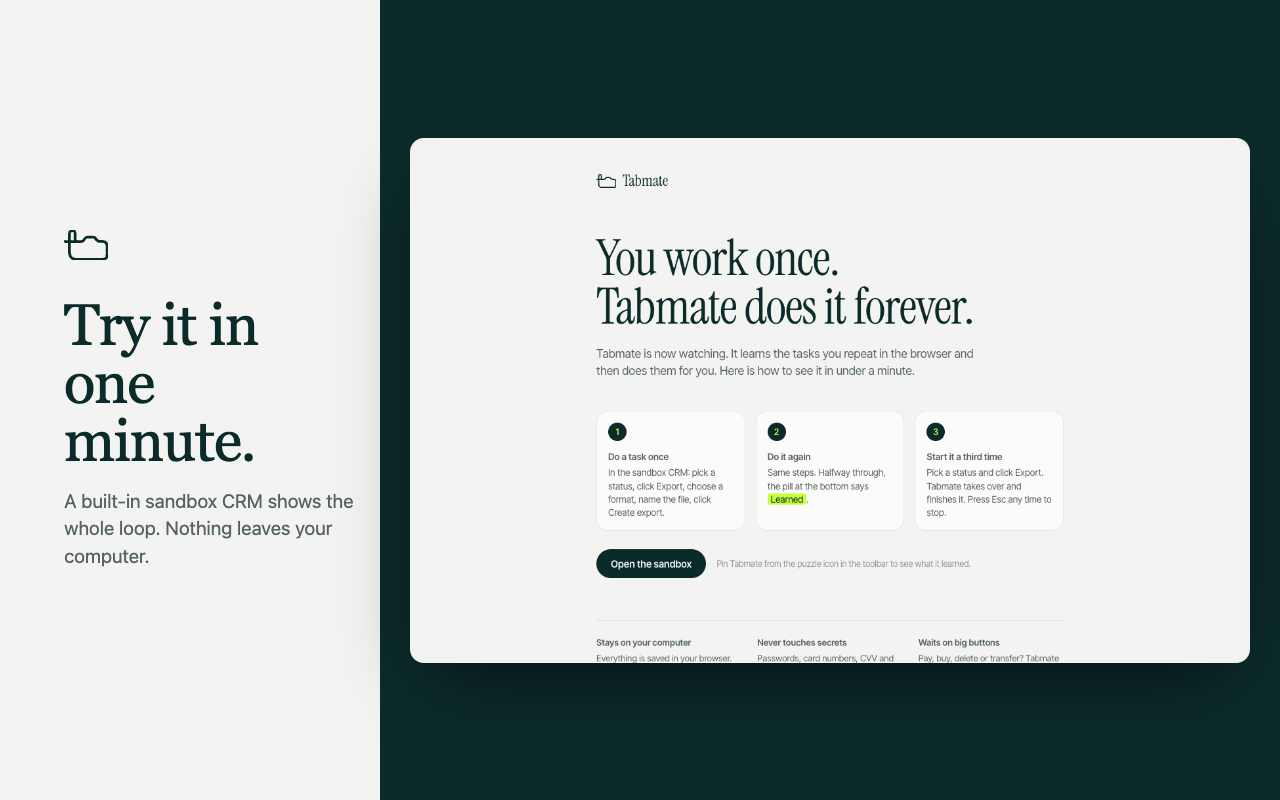 Try it in
one
minute.
A built-in sandbox CRM shows the
whole loop. Nothing leaves your
computer.
Tabmate
You work once.
Tabmate does it forever.
Tabmate is now watching. It learns the tasks you repeat in the browser and
then does them for you. Here is how to see it in under a minute.
1
Do a task once
In the sandbox CRM: pick a
status, click Export, choose a
format, name the file, click
Create export.
2
Do it again
Same steps. Halfway through,
the pill at the bottom says
Learned.
3
Start it a third time
Pick a status and click Export.
Tabmate takes over and
finishes it. Press Esc any time to
stop.
Open the sandbox
Pin Tabmate from the puzzle icon in the toolbar to see what it learned.
Stays on your computer
Everything is saved in your browser.
Never touches secrets
Passwords, card numbers, CVV and
Waits on big buttons
Pay, buy, delete or transfer? Tabmate